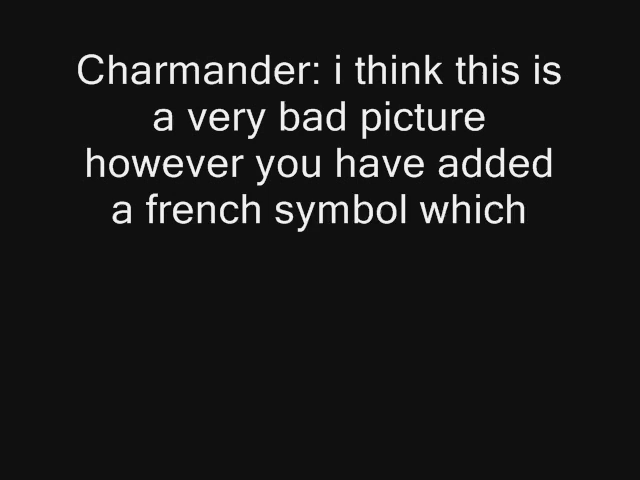 Charmander: i think this is
a very bad picture
however you have added
a french symbol which